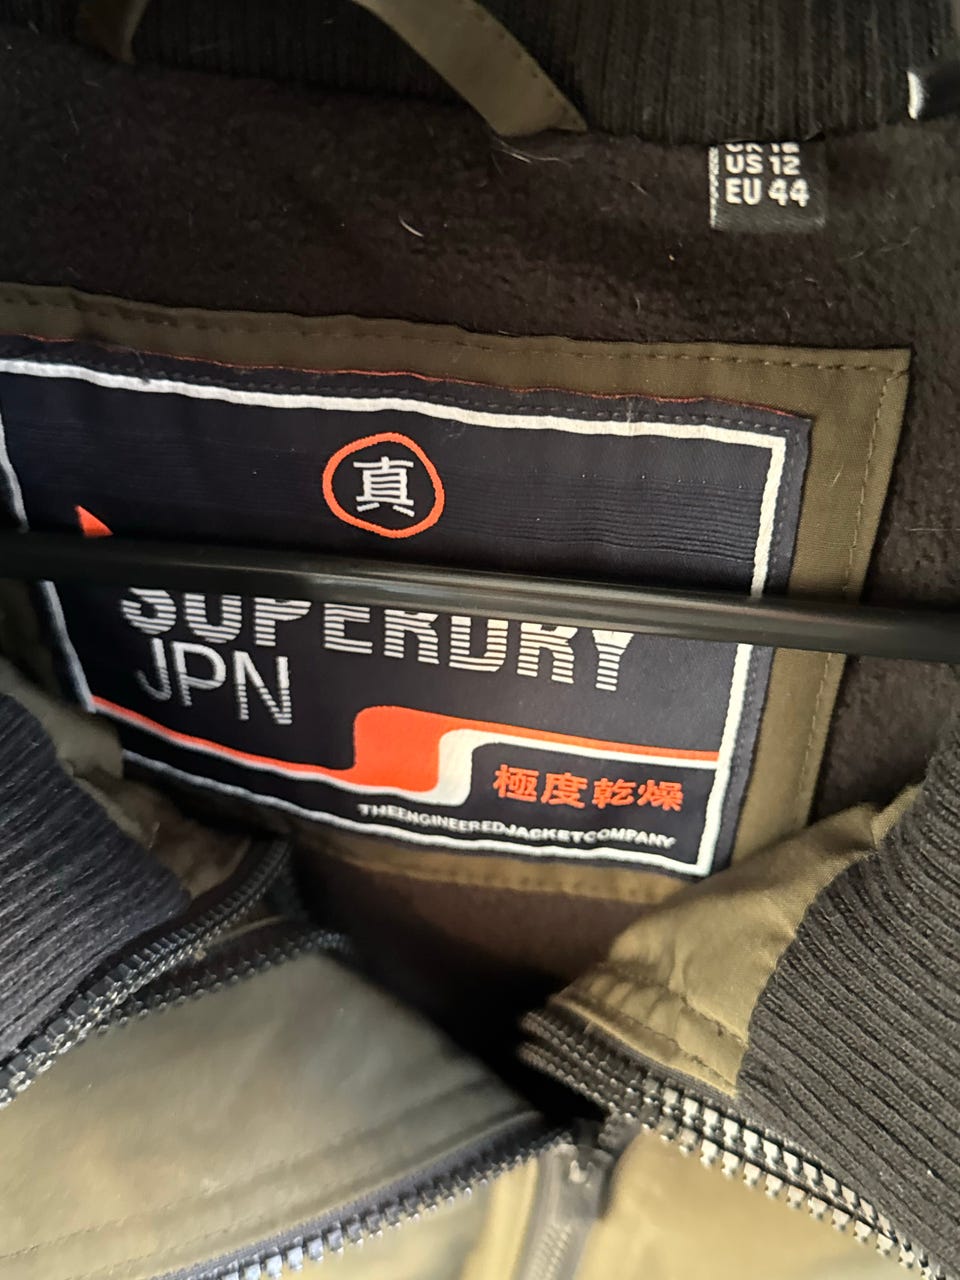 US 12
EU 44
真
SUPERDRY
JPN
極度乾燥
THEENGINEEREDJACKETCOMPANY